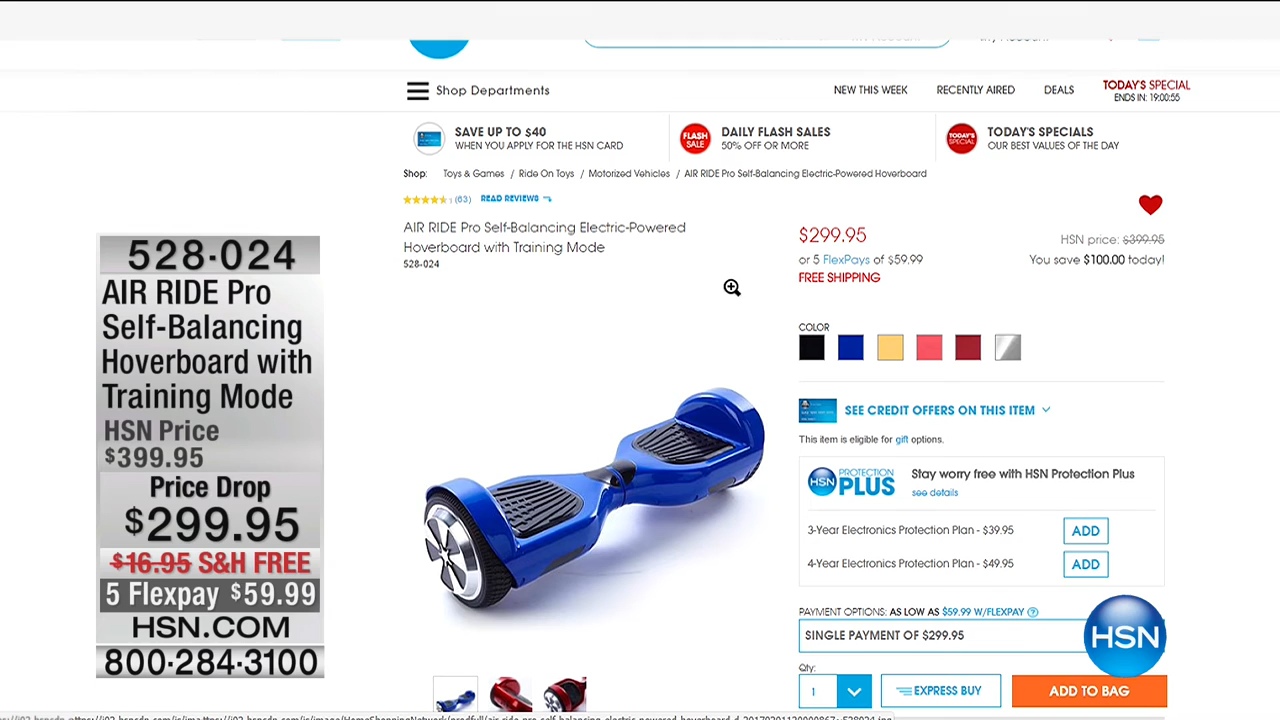 Shop Departments
NEW THIS WEEK
RECENTLY AIRED
DEALS
TODAY'S SPECIAL
ENDS IN: 19:00:55
SAVE UP TO $40
WHEN YOU APPLY FOR THE HSN CARD
FLASH
SALE
DAILY FLASH SALES
50% OFF OR MORE
TODAY'S
SPECIAL
TODAY'S SPECIALS
OUR BEST VALUES OF THE DAY
Shop: Toys & Games / Ride On Toys / Motorized Vehicles / AIR RIDE Pro Self-Balancing Electric-Powered Hoverboard
(63) READ REVIEWS
AIR RIDE Pro Self-Balancing Electric-Powered
Hoverboard with Training Mode
528-024
$299.95
HSN price: $399.95
or 5 FlexPays of $59.99
You save $100.00 today!
FREE SHIPPING
COLOR
SEE CREDIT OFFERS ON THIS ITEM
This item is eligible for gift options.
HSN
PROTECTION
PLUS
Stay worry free with HSN Protection Plus
see details
3-Year Electronics Protection Plan - $39.95
ADD
4-Year Electronics Protection Plan - $49.95
ADD
PAYMENT OPTIONS: AS LOW AS $59.99 W/FLEXPAY ?
SINGLE PAYMENT OF $299.95
HSN
Qty:
1
EXPRESS BUY
ADD TO BAG
528-024
AIR RIDE Pro
Self-Balancing
Hoverboard with
Training Mode
HSN Price
$399.95
Price Drop
$299.95
$16.95 S&H FREE
5 Flexpay $59.99
HSN.COM
800-284-3100